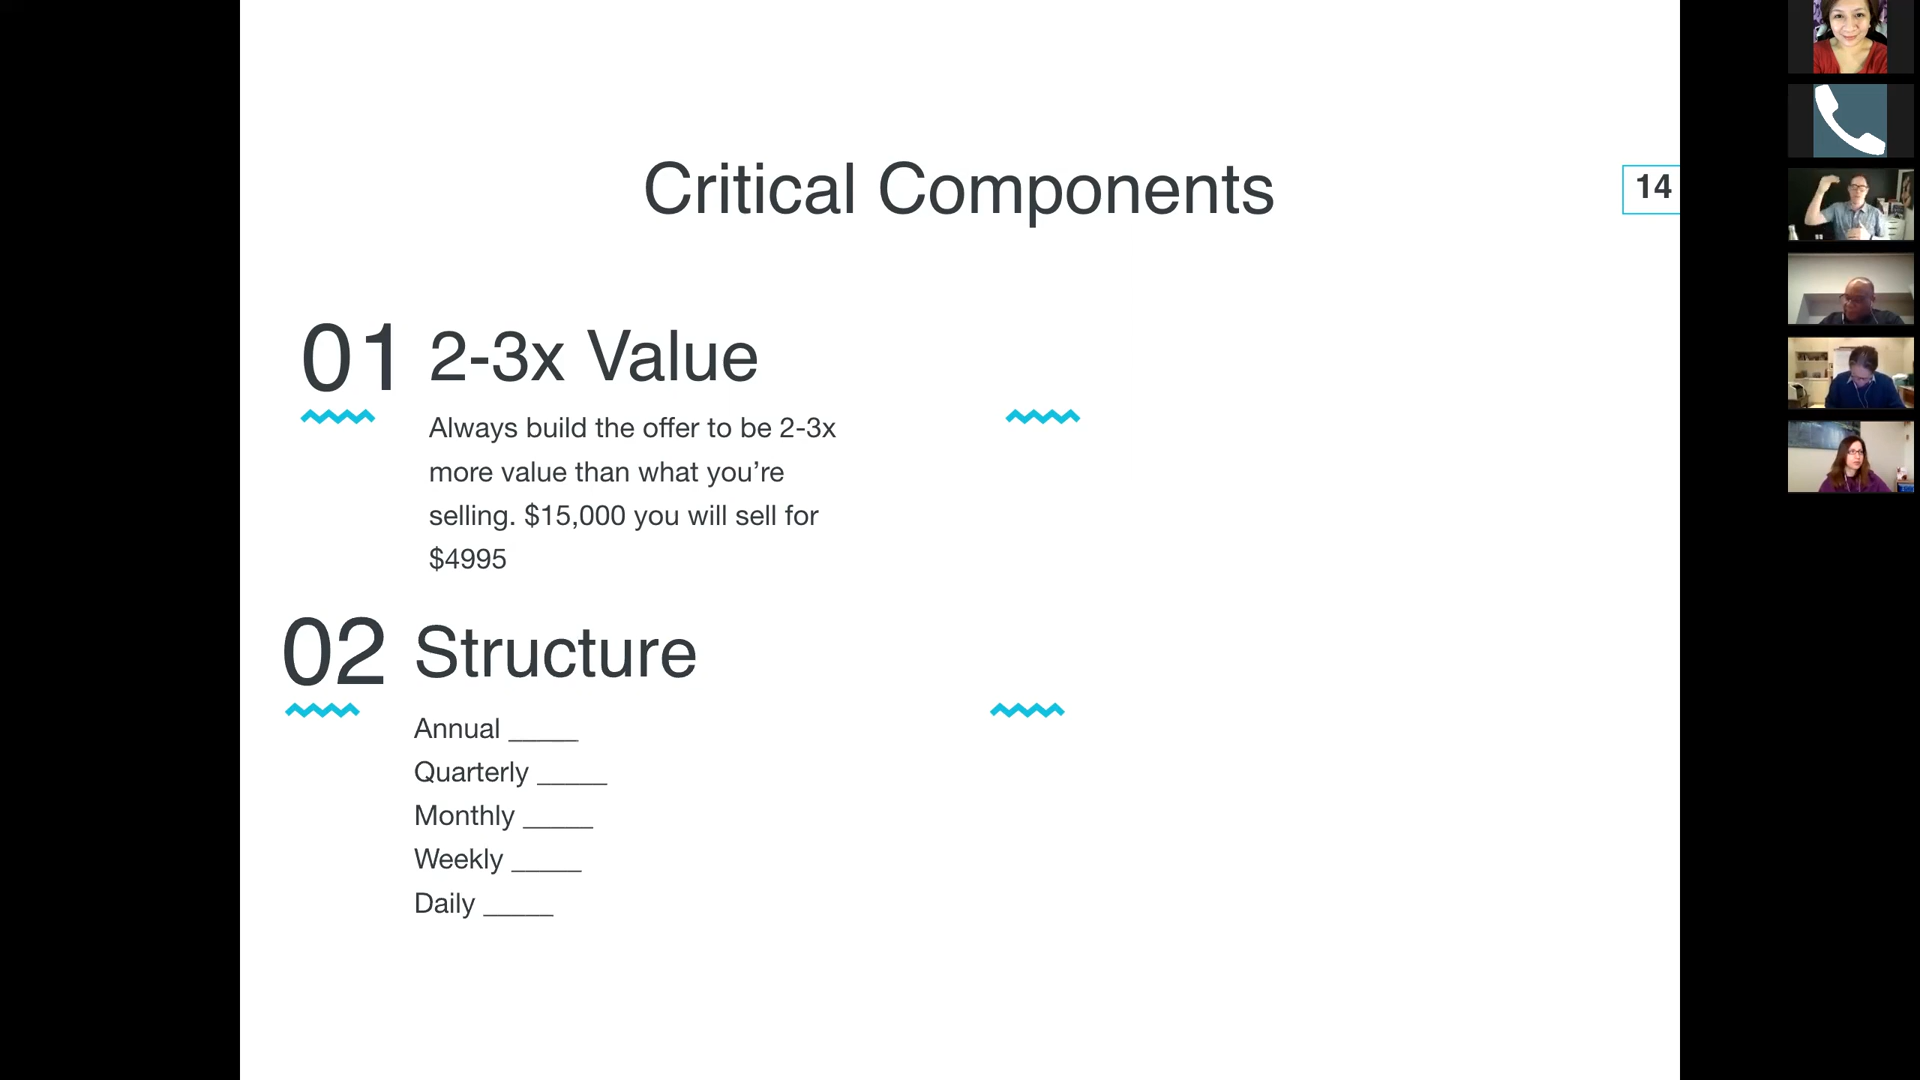 Critical Components
14
01 2-3x Value
Always build the offer to be 2-3x
more value than what you’re
selling. $15,000 you will sell for
$4995
02 Structure
Annual _____
Quarterly _____
Monthly _____
Weekly _____
Daily _____